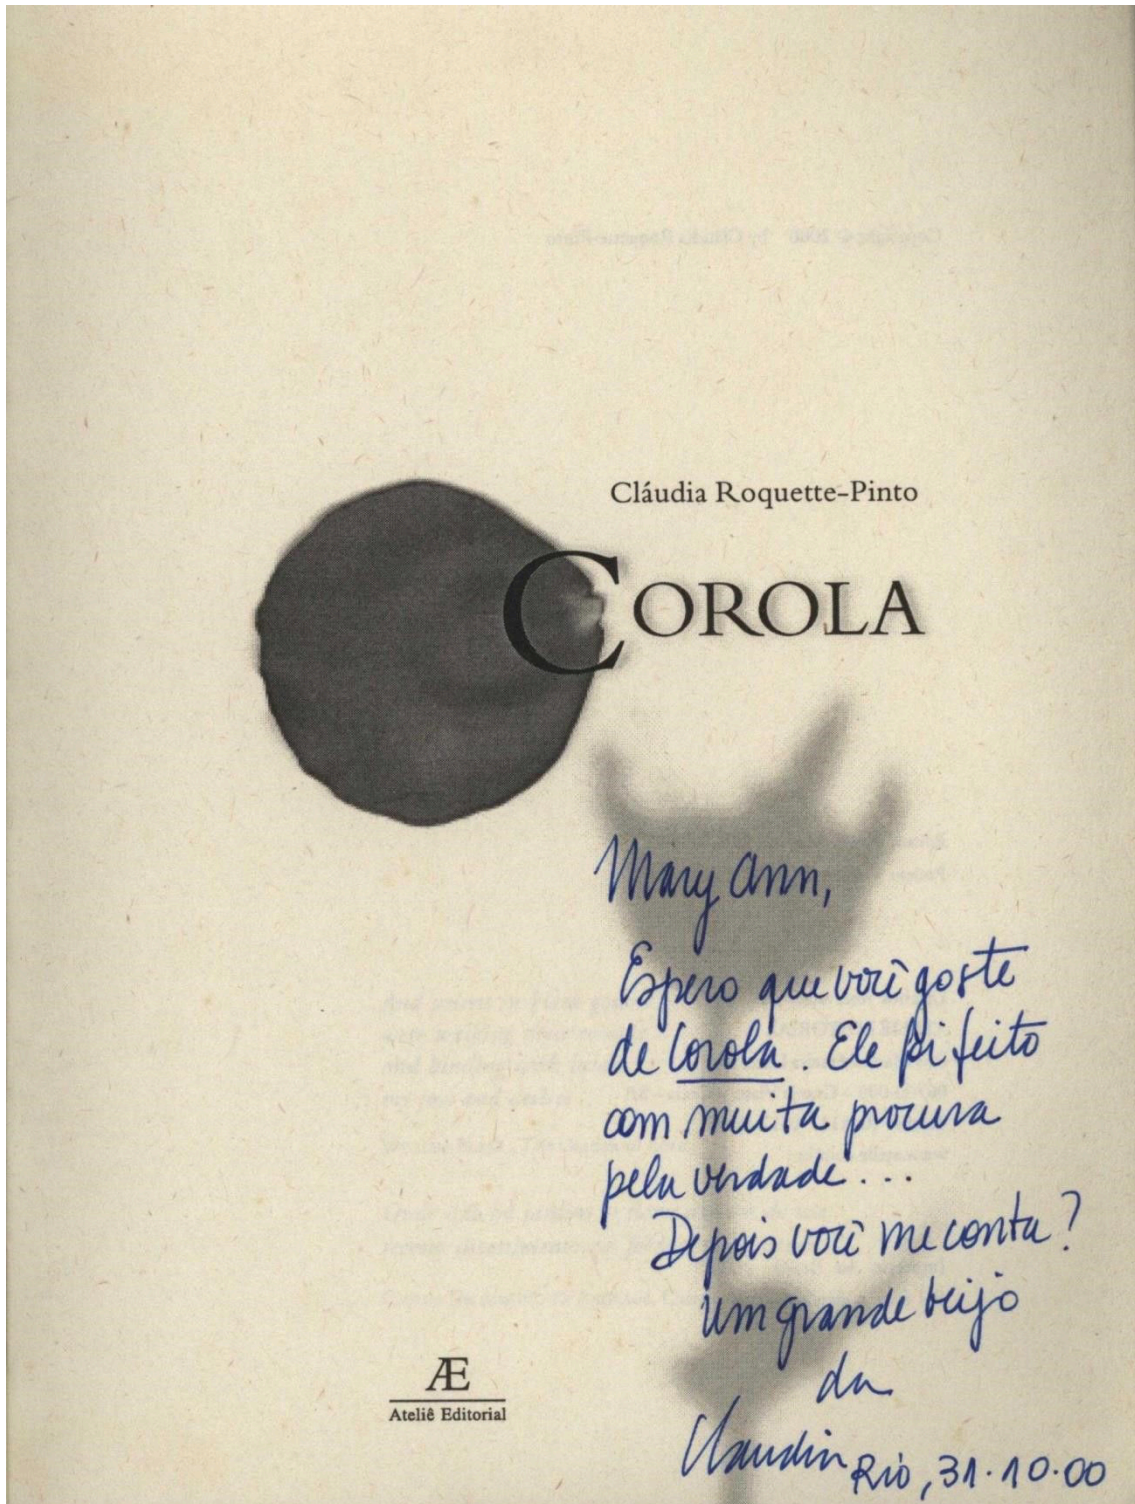 Cláudia Roquette-Pinto
COROLA
Mary Ann,
Espero que você goste
de Corola. Ele foi feito
com muita procura
pela verdade...
Depois você me conta?
Um grande beijo
da
Claudia
Rio, 31.10.00
Æ
Ateliê Editorial